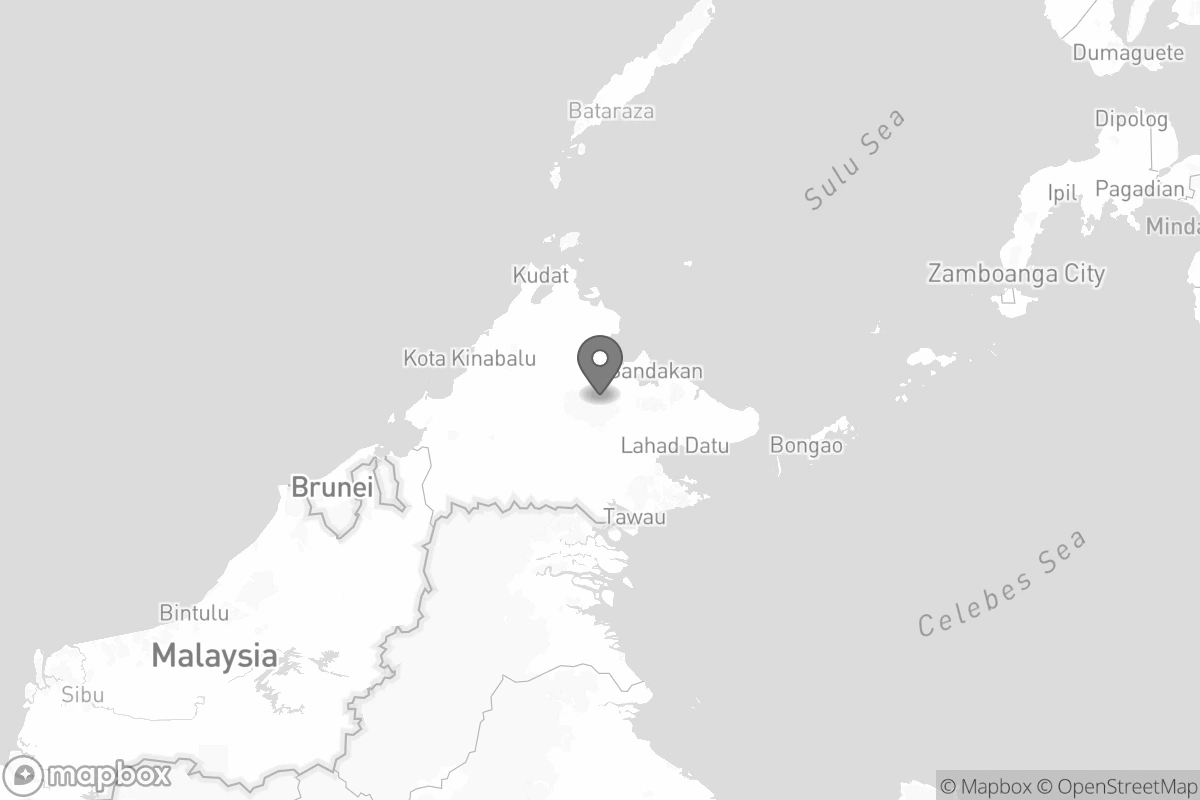 Dumaguete
Bataraza
Dipolog
Sulu Sea
Ipil
Pagadian
Minda
Kudat
Zamboanga City
Kota Kinabalu
Sandakan
Lahad Datu
Bongao
Brunei
Tawau
Celebes Sea
Bintulu
Malaysia
Sibu
mapbox
© Mapbox © OpenStreetMap